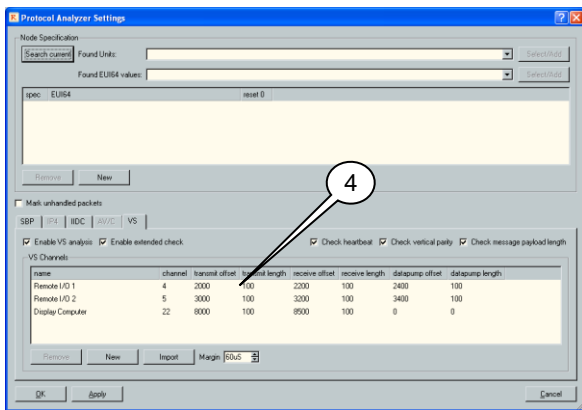 Protocol Analyzer Settings
Node Specification
Search current Found Units: Select/Add
Found EUI64 values: Select/Add
spec EUI64 reset 0
Remove New
4
Mark unhandled packets
SBP IP4 IIDC AV/C VS
Enable VS analysis Enable extended check Check heartbeat Check vertical parity Check message payload length
VS Channels
name channel transmit offset transmit length receive offset receive length datapump offset datapump length
Remote I/O 1 4 2000 100 2200 100 2400 100
Remote I/O 2 5 3000 100 3200 100 3400 100
Display Computer 22 8000 100 8500 100 0 0
Remove New Import Margin 60uS
OK Apply Cancel